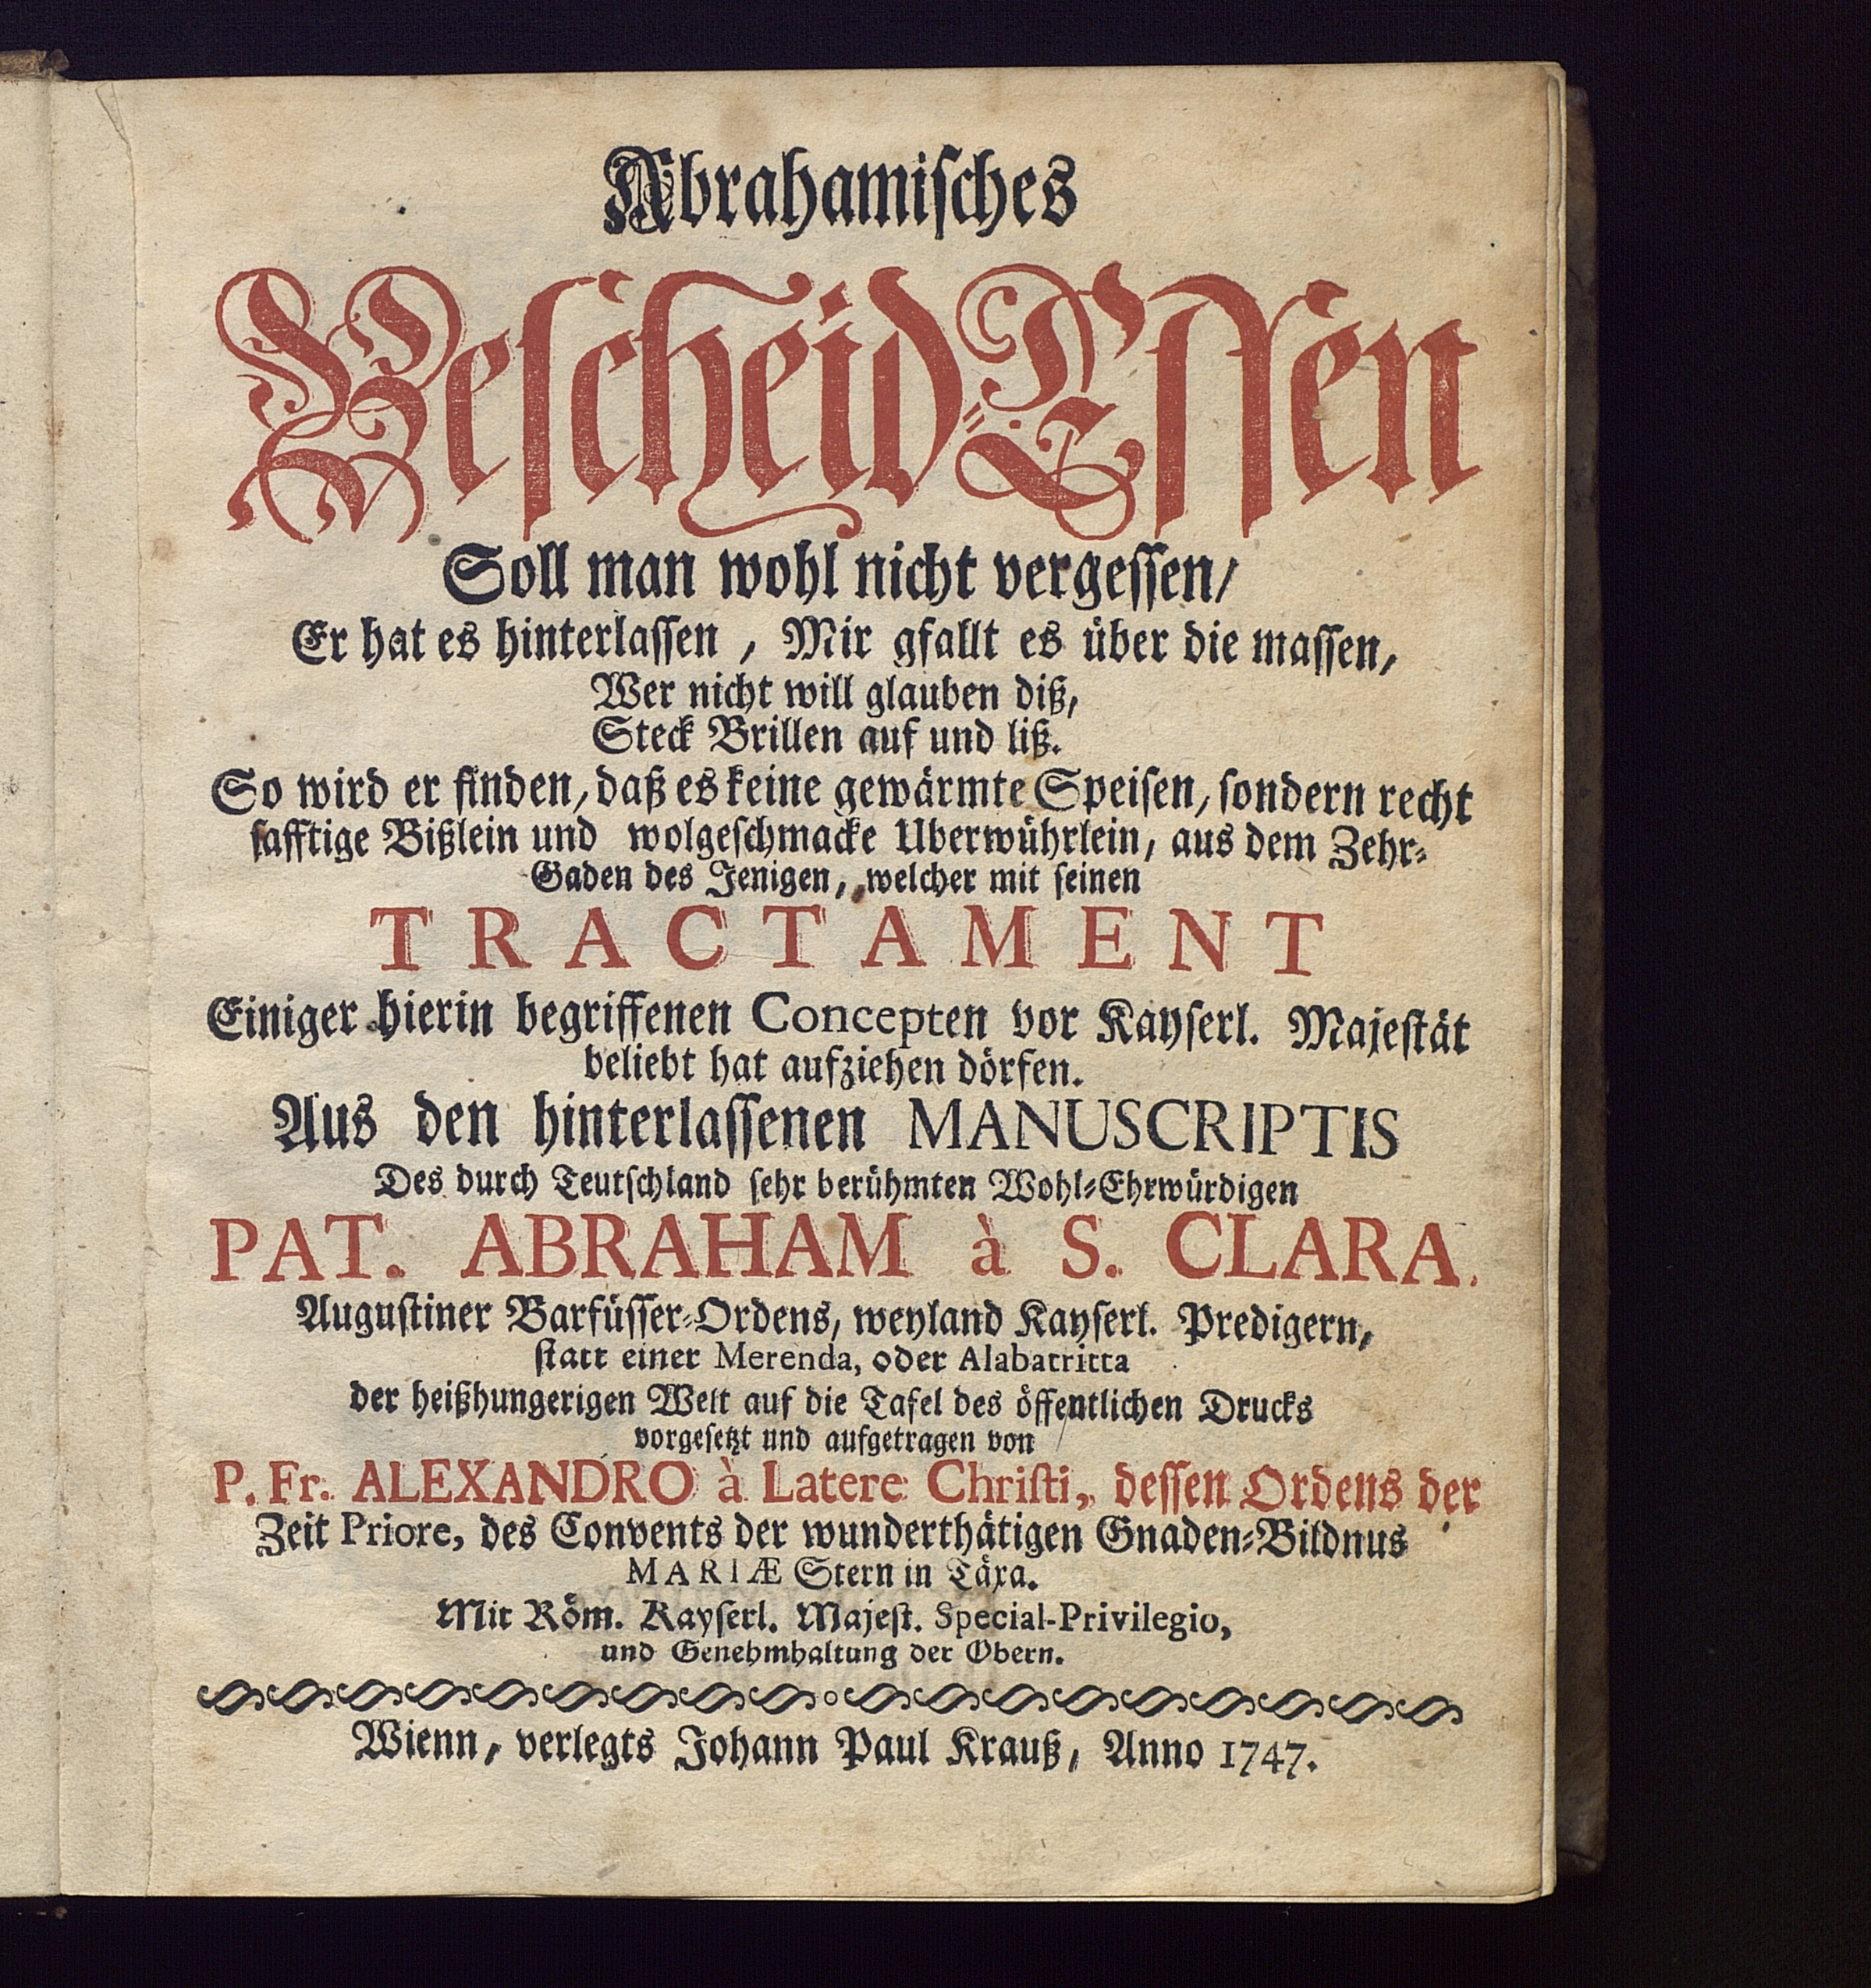 Abrahamisches
Bescheid-Essen
Soll man wohl nicht vergessen/
Er hat es hinterlassen, Mir gfallt es über die massen,
Wer nicht will glauben diß,
Steck Brillen auf und liß.
So wird er finden, daß es keine gewärmte Speisen, sondern recht
safftige Bißlein und wolgeschmacke Uberwührlein, aus dem Zehr-
Gaden des Jenigen, welcher mit seinen
TRACTAMENT
Einiger hierin begriffenen Concepten vor Kayserl. Majestät
beliebt hat aufziehen dörfen.
Aus den hinterlassenen MANUSCRIPTIS
Des durch Teutschland sehr berühmten Wohl-Ehrwürdigen
PAT. ABRAHAM à S. CLARA.
Augustiner Barfüsser-Ordens, weyland Kayserl. Predigern,
statt einer Merenda, oder Alabatritta
der heißhungerigen Welt auf die Tafel des öffentlichen Drucks
vorgesetzt und aufgetragen von
P. Fr. ALEXANDRO à Latere Christi, dessen Ordens der
Zeit Priore, des Convents der wunderthätigen Gnaden-Bildnus
MARIÆ Stern in Täxa.
Mit Röm. Kayserl. Majest. Special-Privilegio,
und Genehmhaltung der Obern.
Wienn, verlegts Johann Paul Krauß, Anno 1747.